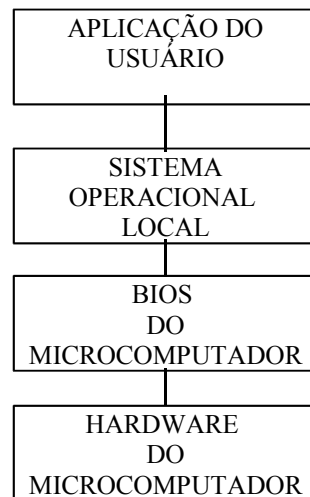 APLICAÇÃO DO
USUÁRIO
SISTEMA
OPERACIONAL
LOCAL
BIOS
DO
MICROCOMPUTADOR
HARDWARE
DO
MICROCOMPUTADOR